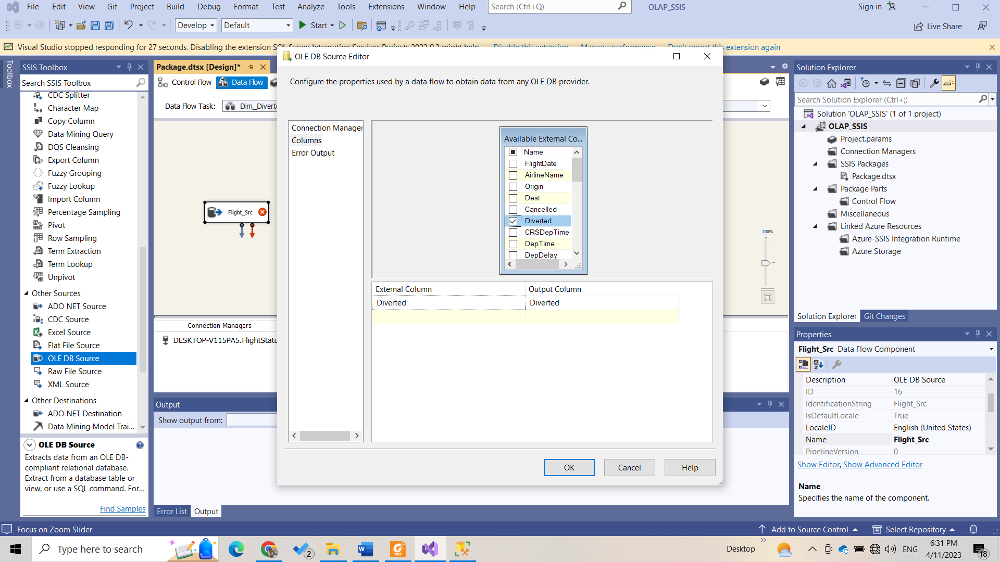 File Edit View Git Project Build Debug Format Test Analyze Tools Extensions Window Help Search (Ctrl+Q) OLAP_SSIS Sign in
Develop Default Start Live Share
Visual Studio stopped responding for 27 seconds. Disabling the extension SQL Server Integration Services Projects 2022 0.3 might help Disable this extension Manage performance Don't report this extension again
Toolbox
SSIS Toolbox
Search SSIS Toolbox
CDC Splitter
Character Map
Copy Column
Data Mining Query
DQS Cleansing
Export Column
Fuzzy Grouping
Fuzzy Lookup
Import Column
Percentage Sampling
Pivot
Row Sampling
Term Extraction
Term Lookup
Unpivot
Other Sources
ADO NET Source
CDC Source
Excel Source
Flat File Source
OLE DB Source
Raw File Source
XML Source
Other Destinations
ADO NET Destination
Data Mining Model Trai...
OLE DB Source
Extracts data from an OLE DB-
compliant relational database.
Extract from a database table or
view, or use a SQL command. For...
Find Samples
Package.dtsx [Design]*
Control Flow Data Flow
Data Flow Task: Dim_Diverte
Flight_Src
100%
Connection Managers
DESKTOP-V115PA5.FlightStatu
Output
Show output from:
Error List Output
OLE DB Source Editor
Configure the properties used by a data flow to obtain data from any OLE DB provider.
Connection Manager
Columns
Error Output
Available External Co...
Name
FlightDate
AirlineName
Origin
Dest
Cancelled
Diverted
CRSDepTime
DepTime
DepDelay
External Column Output Column
Diverted Diverted
OK Cancel Help
Solution Explorer
Search Solution Explorer (Ctrl+;)
Solution 'OLAP_SSIS' (1 of 1 project)
OLAP_SSIS
Project.params
Connection Managers
SSIS Packages
Package.dtsx
Package Parts
Control Flow
Miscellaneous
Linked Azure Resources
Azure-SSIS Integration Runtime
Azure Storage
Solution Explorer Git Changes
Properties
Flight_Src Data Flow Component
Description OLE DB Source
ID 16
IdentificationString Flight_Src
IsDefaultLocale True
LocaleID English (United States)
Name Flight_Src
PipelineVersion 0
Show Editor, Show Advanced Editor
Name
Specifies the name of the component.
Focus on Zoom Slider Add to Source Control Select Repository
Type here to search 2 PDF Desktop ENG 6:31 PM
4/11/2023 18